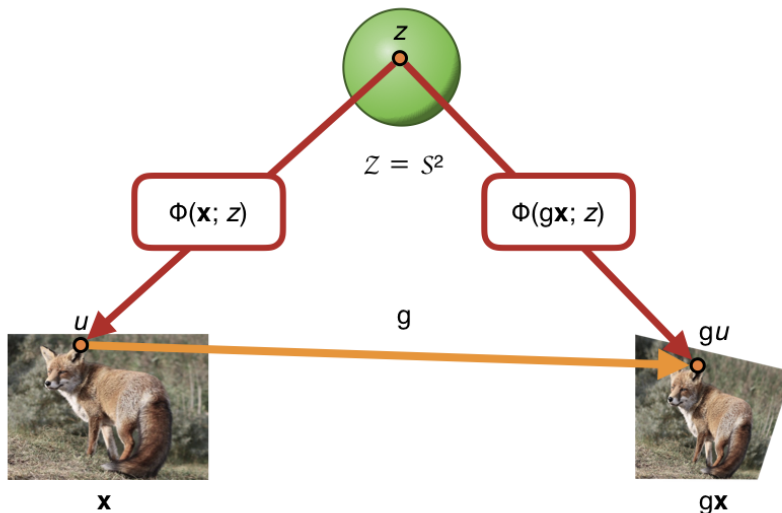 z
𝒵 = S²
Φ(x; z)
Φ(gx; z)
g
u
gu
x
gx